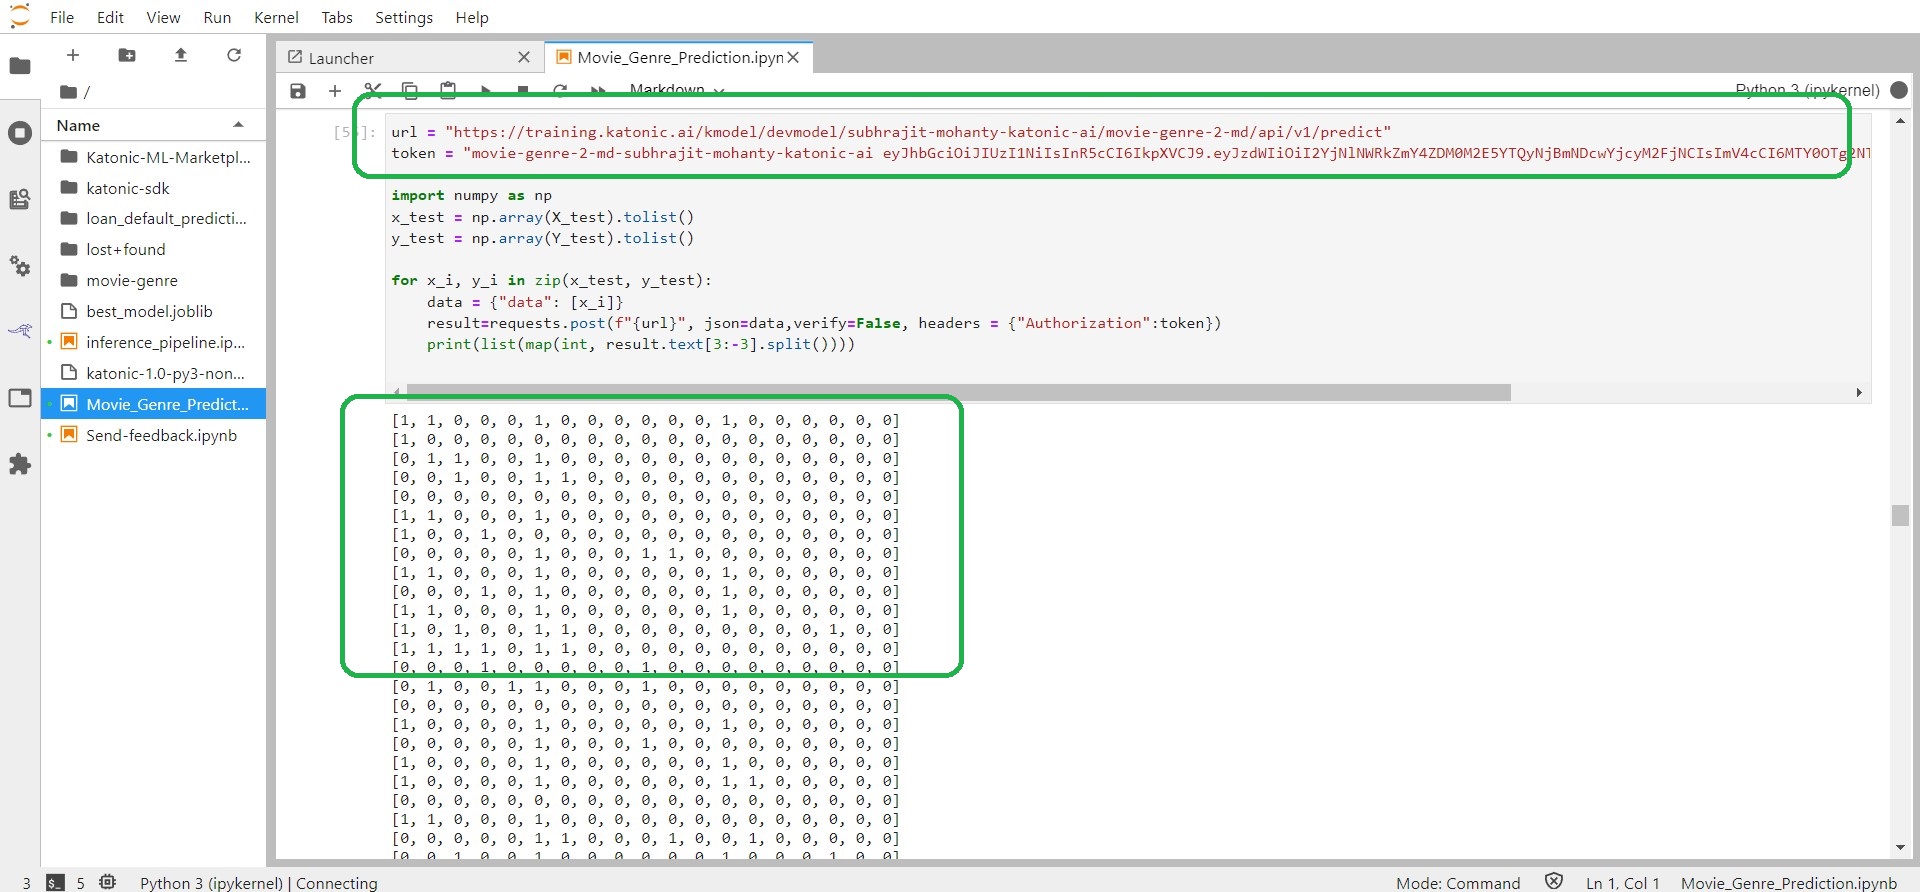 File Edit View Run Kernel Tabs Settings Help
Launcher
Movie_Genre_Prediction.ipyn
/
Markdown
Python 3 (ipykernel)
Name
Katonic-ML-Marketpl...
katonic-sdk
loan_default_predicti...
lost+found
movie-genre
best_model.joblib
inference_pipeline.ip...
katonic-1.0-py3-non...
Movie_Genre_Predict...
Send-feedback.ipynb
url = "https://training.katonic.ai/kmodel/devmodel/subhrajit-mohanty-katonic-ai/movie-genre-2-md/api/v1/predict"
token = "movie-genre-2-md-subhrajit-mohanty-katonic-ai
import numpy as np
x_test = np.array(X_test).tolist()
y_test = np.array(Y_test).tolist()
for x_i, y_i in zip(x_test, y_test):
data = {"data": [x_i]}
result=requests.post(f"{url}", json=data,verify=False, headers = {"Authorization":token})
print(list(map(int, result.text[3:-3].split())))
[1, 1, 0, 0, 0, 1, 0, 0, 0, 0, 0, 0, 1, 0, 0, 0, 0, 0, 0]
[1, 0, 0, 0, 0, 0, 0, 0, 0, 0, 0, 0, 0, 0, 0, 0, 0, 0, 0]
[0, 1, 1, 0, 0, 1, 0, 0, 0, 0, 0, 0, 0, 0, 0, 0, 0, 0, 0]
[0, 0, 1, 0, 0, 1, 1, 0, 0, 0, 0, 0, 0, 0, 0, 0, 0, 0, 0]
[0, 0, 0, 0, 0, 0, 0, 0, 0, 0, 0, 0, 0, 0, 0, 0, 0, 0, 0]
[1, 1, 0, 0, 0, 1, 0, 0, 0, 0, 0, 0, 0, 0, 0, 0, 0, 0, 0]
[1, 0, 0, 1, 0, 0, 0, 0, 0, 0, 0, 0, 0, 0, 0, 0, 0, 0, 0]
[0, 0, 0, 0, 0, 1, 0, 0, 0, 1, 1, 0, 0, 0, 0, 0, 0, 0, 0]
[1, 1, 0, 0, 0, 1, 0, 0, 0, 0, 0, 0, 1, 0, 0, 0, 0, 0, 0]
[0, 0, 0, 1, 0, 1, 0, 0, 0, 0, 0, 0, 1, 0, 0, 0, 0, 0, 0]
[1, 1, 0, 0, 0, 1, 0, 0, 0, 0, 0, 0, 1, 0, 0, 0, 0, 0, 0]
[1, 0, 1, 0, 0, 1, 1, 0, 0, 0, 0, 0, 0, 0, 0, 0, 1, 0, 0]
[1, 1, 1, 1, 0, 1, 1, 0, 0, 0, 0, 0, 0, 0, 0, 0, 0, 0, 0]
[0, 0, 0, 1, 0, 0, 0, 0, 0, 1, 0, 0, 0, 0, 0, 0, 0, 0, 0]
[0, 1, 0, 0, 1, 1, 0, 0, 0, 1, 0, 0, 0, 0, 0, 0, 0, 0, 0]
[0, 0, 0, 0, 0, 0, 0, 0, 0, 0, 0, 0, 0, 0, 0, 0, 0, 0, 0]
[1, 0, 0, 0, 0, 1, 0, 0, 0, 0, 0, 0, 1, 0, 0, 0, 0, 0, 0]
[0, 0, 0, 0, 0, 1, 0, 0, 0, 1, 0, 0, 0, 0, 0, 0, 0, 0, 0]
[1, 0, 0, 0, 0, 1, 0, 0, 0, 0, 0, 0, 1, 0, 0, 0, 0, 0, 0]
[1, 0, 0, 0, 0, 1, 0, 0, 0, 0, 0, 0, 1, 1, 0, 0, 0, 0, 0]
[0, 0, 0, 0, 0, 0, 0, 0, 0, 0, 0, 0, 0, 0, 0, 0, 0, 0, 0]
[1, 1, 0, 0, 0, 1, 0, 0, 0, 0, 0, 0, 0, 0, 0, 0, 0, 0, 0]
[0, 0, 0, 0, 0, 1, 1, 0, 0, 0, 1, 0, 0, 1, 0, 0, 0, 0, 0]
[0, 0, 1, 0, 0, 1, 0, 0, 0, 0, 0, 0, 1, 0, 0, 0, 1, 0, 0]
3 5 Python 3 (ipykernel) | Connecting
Mode: Command Ln 1, Col 1 Movie_Genre_Prediction.ipynb